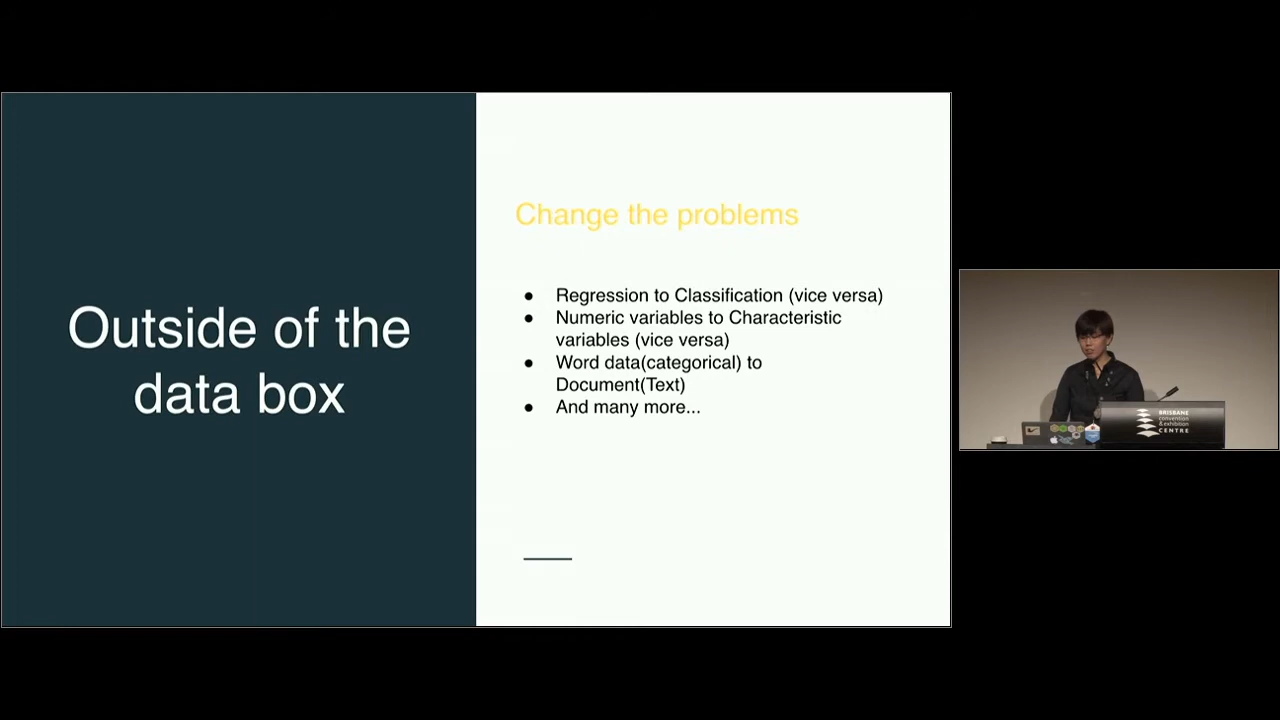 Outside of the
data box
Change the problems
● Regression to Classification (vice versa)
● Numeric variables to Characteristic
variables (vice versa)
● Word data(categorical) to
Document(Text)
● And many more...
BRISBANE
convention
& exhibition
CENTRE